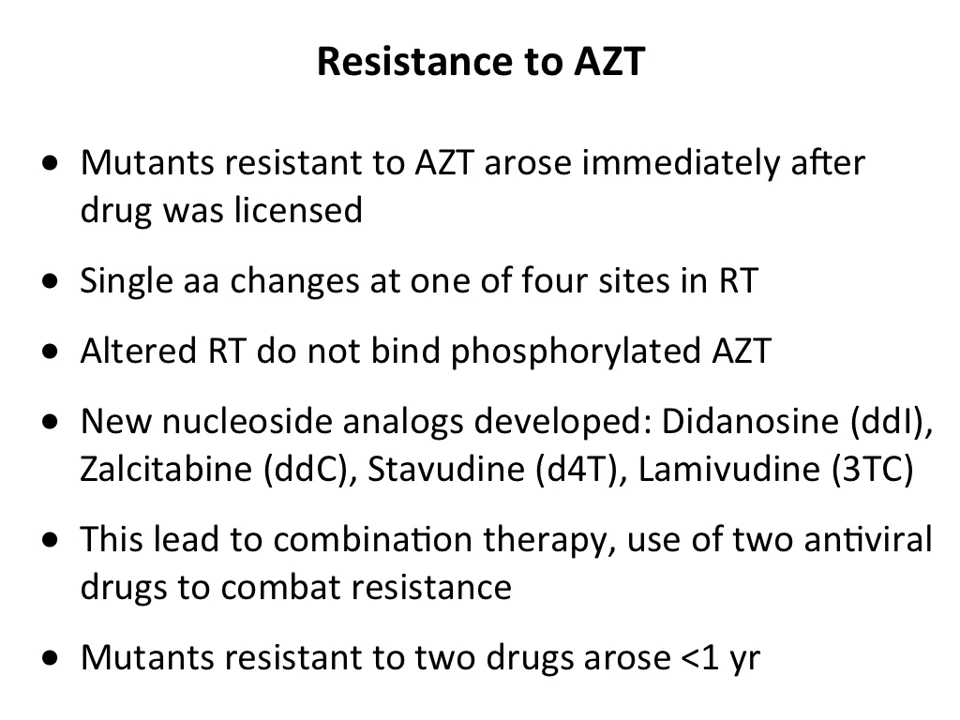 Resistance to AZT
• Mutants resistant to AZT arose immediately after
drug was licensed
• Single aa changes at one of four sites in RT
• Altered RT do not bind phosphorylated AZT
• New nucleoside analogs developed: Didanosine (ddI),
Zalcitabine (ddC), Stavudine (d4T), Lamivudine (3TC)
• This lead to combination therapy, use of two antiviral
drugs to combat resistance
• Mutants resistant to two drugs arose <1 yr